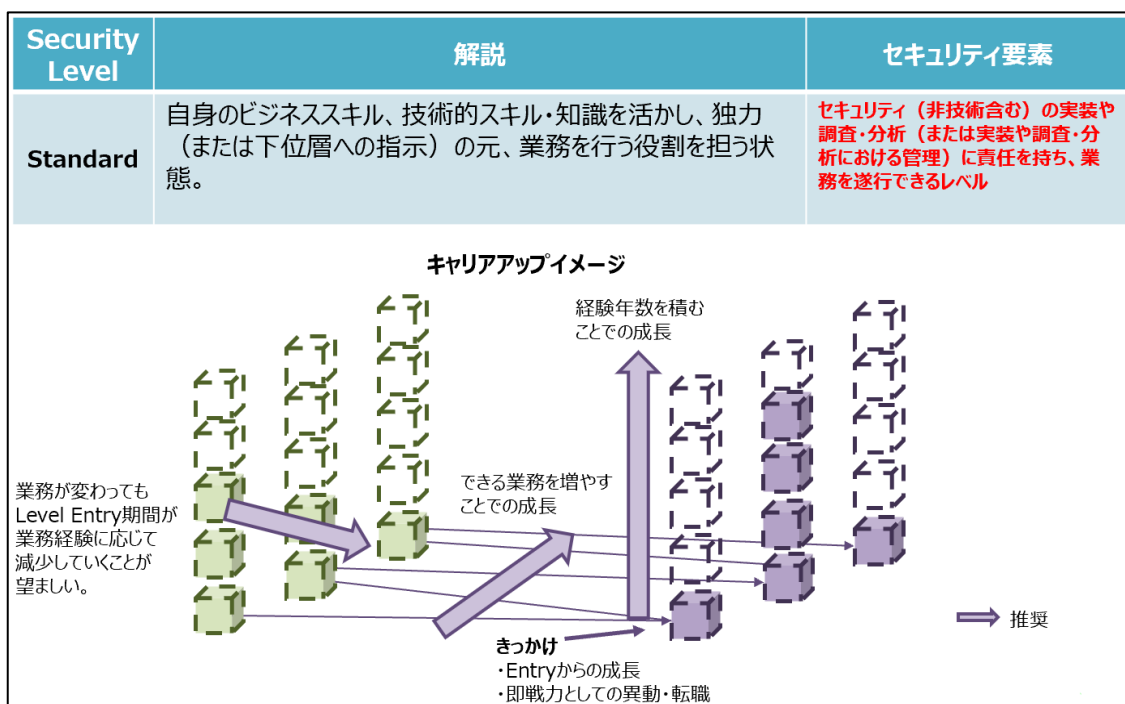 Security Level
解説
セキュリティ要素
Standard
自身のビジネススキル、技術的スキル・知識を活かし、独力
（または下位層への指示）の元、業務を行う役割を担う状
態。
セキュリティ（非技術含む）の実装や
調査・分析（または実装や調査・分
析における管理）に責任を持ち、業
務を遂行できるレベル
キャリアアップイメージ
経験年数を積む
ことでの成長
できる業務を増やす
ことでの成長
業務が変わっても
Level Entry期間が
業務経験に応じて
減少していくことが
望ましい。
きっかけ
・Entryからの成長
・即戦力としての異動・転職
推奨